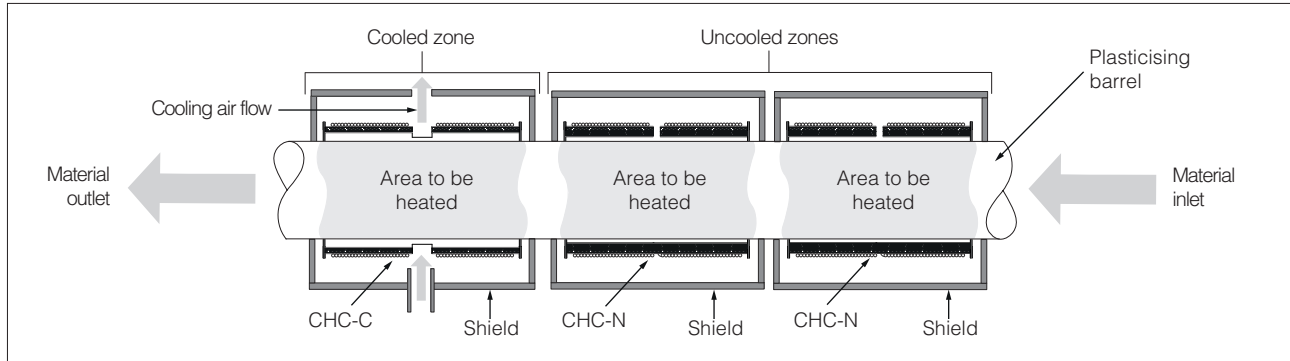 Cooled zone
Uncooled zones
Plasticising
barrel
Cooling air flow
Material
outlet
Area to be
heated
Area to be
heated
Area to be
heated
Material
inlet
CHC-C
Shield
CHC-N
Shield
CHC-N
Shield